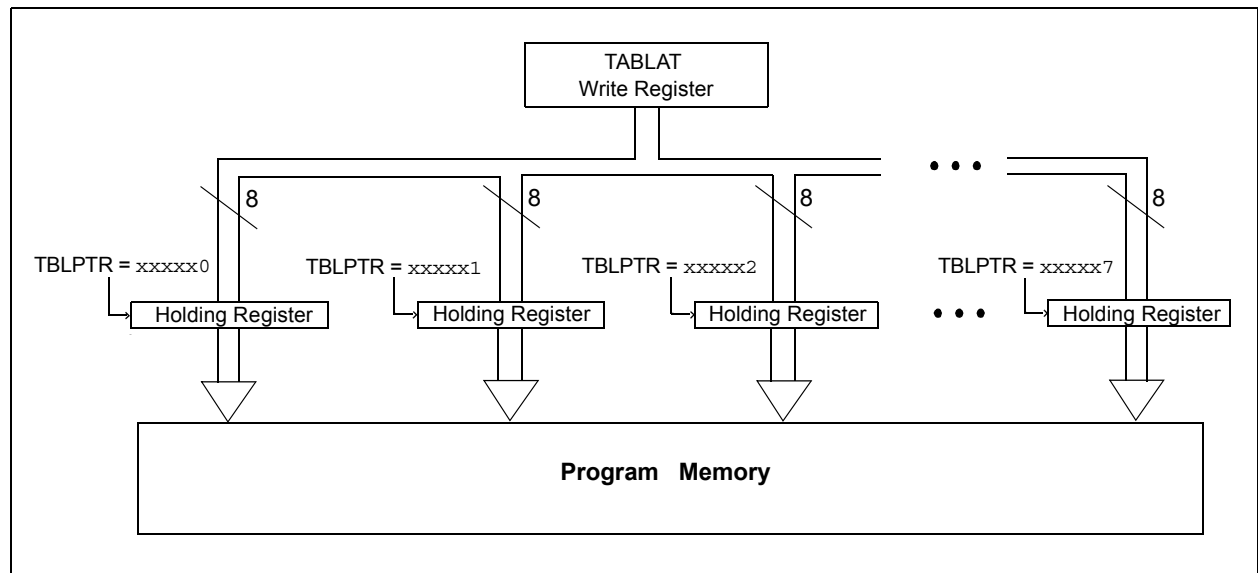 TABLAT
Write Register
8
8
8
8
TBLPTR = xxxxx0
TBLPTR = xxxxx1
TBLPTR = xxxxx2
TBLPTR = xxxxx7
Holding Register
Holding Register
Holding Register
Holding Register
Program Memory